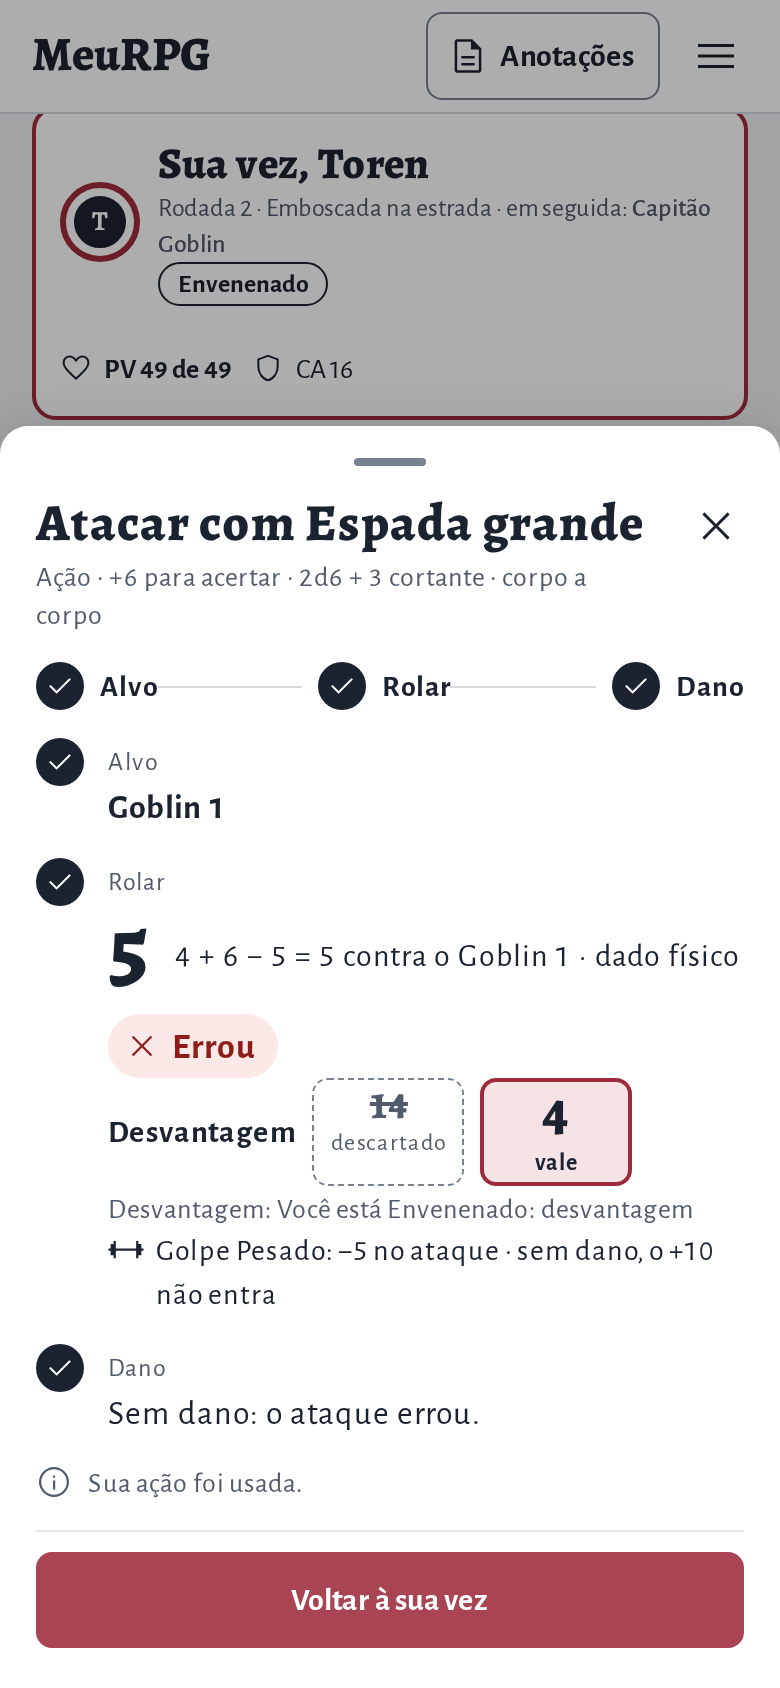 MeuRPG
Anotações
Sua vez, Toren
T
Rodada 2 · Emboscada na estrada · em seguida: Capitão
Goblin
Envenenado
PV 49 de 49
CA 16
Atacar com Espada grande
Ação · +6 para acertar · 2d6 + 3 cortante · corpo a
corpo
Alvo
Rolar
Dano
Alvo
Goblin 1
Rolar
5 4 + 6 − 5 = 5 contra o Goblin 1 · dado físico
Errou
Desvantagem
14
descartado
4
vale
Desvantagem: Você está Envenenado: desvantagem
Golpe Pesado: −5 no ataque · sem dano, o +10
não entra
Dano
Sem dano: o ataque errou.
Sua ação foi usada.
Voltar à sua vez